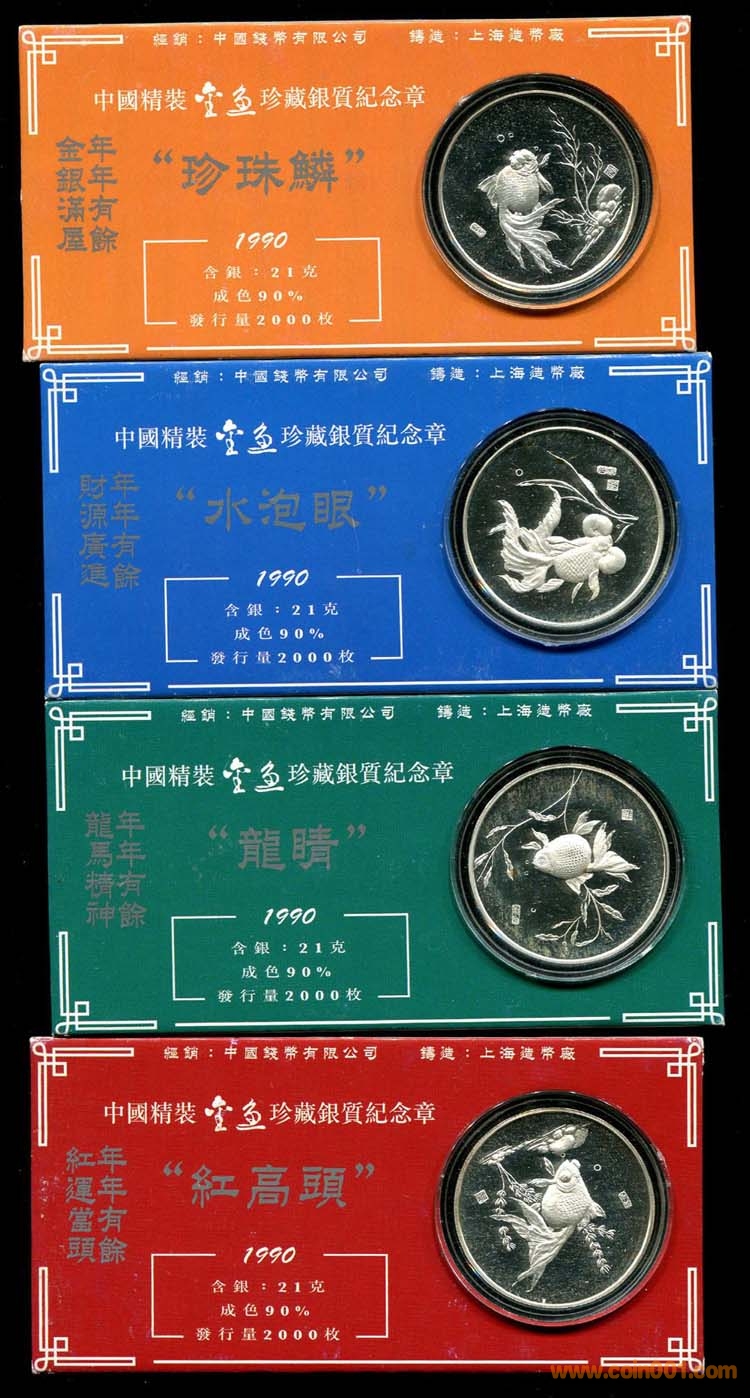 經銷：中國錢幣有限公司　鑄造：上海造幣廠
中國精裝金魚珍藏銀質紀念章
年年有餘
金銀滿屋
“珍珠鱗”
1990
含銀：21克
成色90%
發行量2000枚
經銷：中國錢幣有限公司　鑄造：上海造幣廠
中國精裝金魚珍藏銀質紀念章
年年有餘
財源廣進
“水泡眼”
1990
含銀：21克
成色90%
發行量2000枚
經銷：中國錢幣有限公司　鑄造：上海造幣廠
中國精裝金魚珍藏銀質紀念章
年年有餘
龍馬精神
“龍睛”
1990
含銀：21克
成色90%
發行量2000枚
經銷：中國錢幣有限公司　鑄造：上海造幣廠
中國精裝金魚珍藏銀質紀念章
年年有餘
紅運當頭
“紅高頭”
1990
含銀：21克
成色90%
發行量2000枚
www.coin001.com